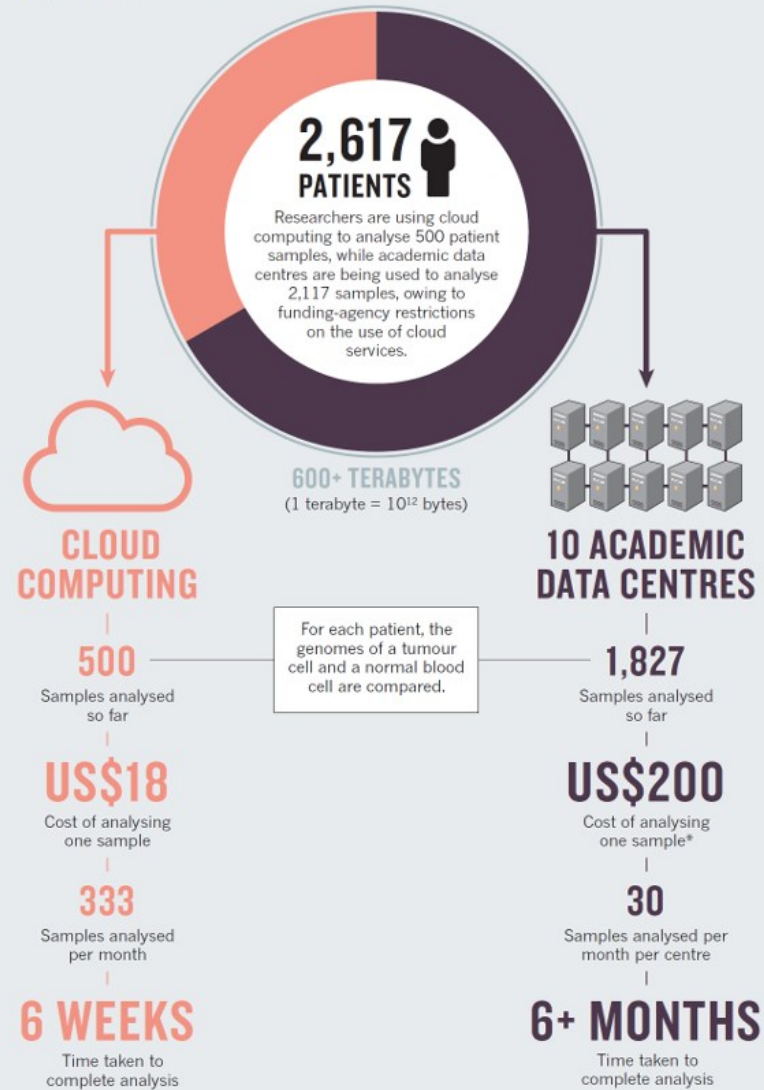 2,617
PATIENTS
Researchers are using cloud
computing to analyse 500 patient
samples, while academic data
centres are being used to analyse
2,117 samples, owing to
funding-agency restrictions
on the use of cloud
services.
600+ TERABYTES
(1 terabyte = 10¹² bytes)
CLOUD
COMPUTING
500
Samples analysed
so far
US$18
Cost of analysing
one sample
333
Samples analysed
per month
6 WEEKS
Time taken to
complete analysis
For each patient, the
genomes of a tumour
cell and a normal blood
cell are compared.
10 ACADEMIC
DATA CENTRES
1,827
Samples analysed
so far
US$200
Cost of analysing
one sample*
30
Samples analysed per
month per centre
6+ MONTHS
Time taken to
complete analysis